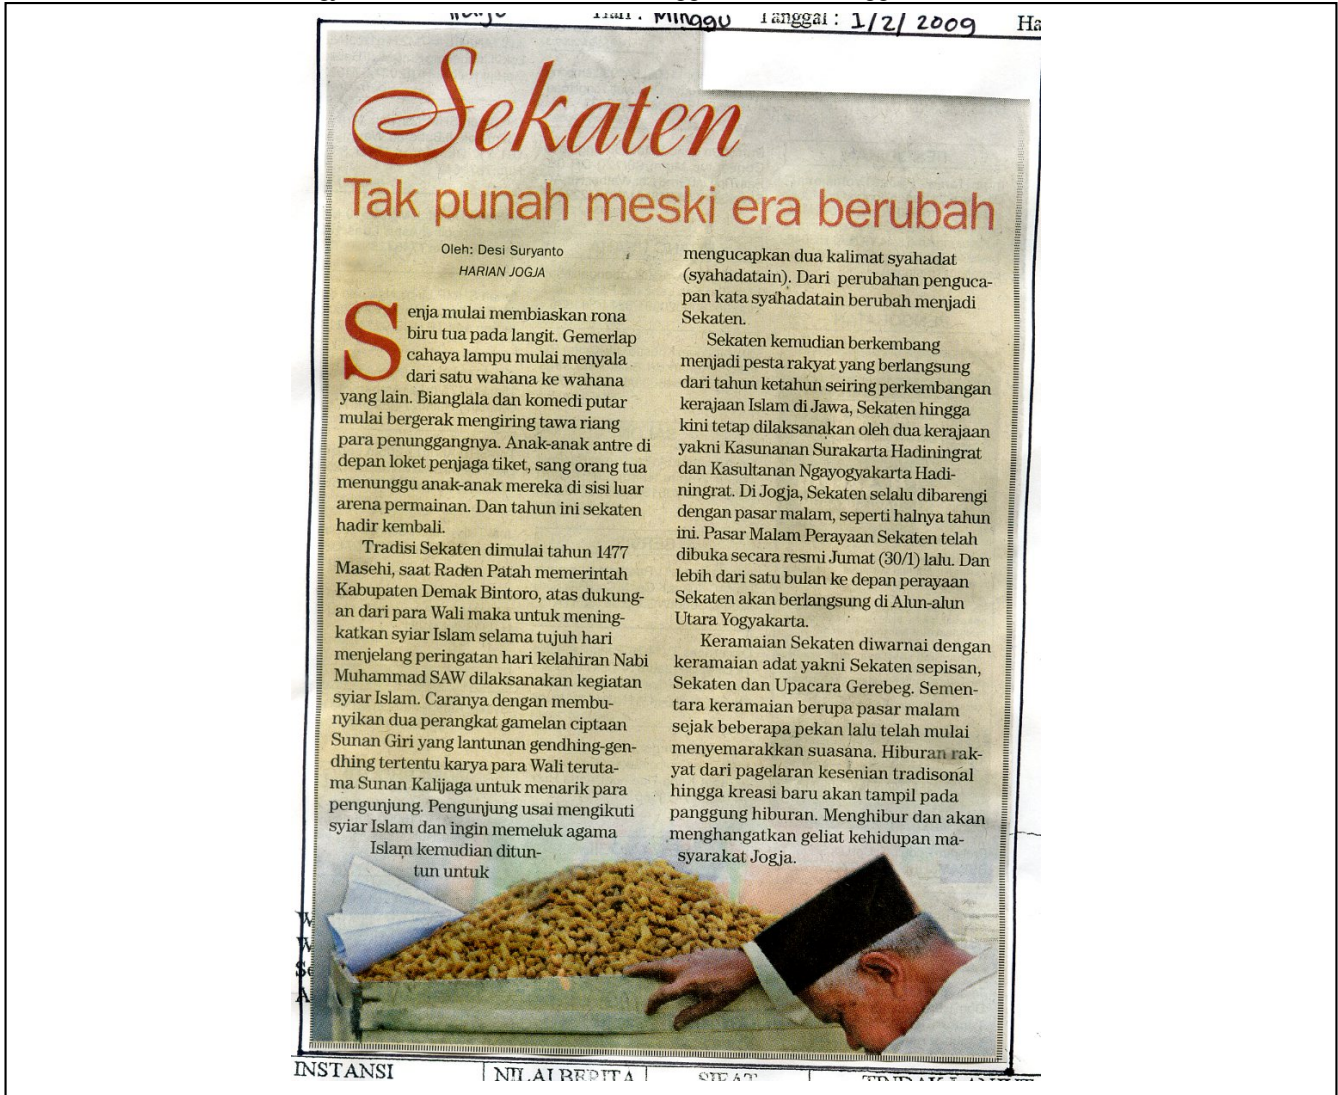 Hari : Minggu Tanggal : 1/2/2009 Ha
Sekaten
Tak punah meski era berubah
Oleh: Desi Suryanto
HARIAN JOGJA
Senja mulai membiaskan rona
biru tua pada langit. Gemerlap
cahaya lampu mulai menyala
dari satu wahana ke wahana
yang lain. Bianglala dan komedi putar
mulai bergerak mengiring tawa riang
para penunggangnya. Anak-anak antre di
depan loket penjaga tiket, sang orang tua
menunggu anak-anak mereka di sisi luar
arena permainan. Dan tahun ini sekaten
hadir kembali.
Tradisi Sekaten dimulai tahun 1477
Masehi, saat Raden Patah memerintah
Kabupaten Demak Bintoro, atas dukung-
an dari para Wali maka untuk mening-
katkan syiar Islam selama tujuh hari
menjelang peringatan hari kelahiran Nabi
Muhammad SAW dilaksanakan kegiatan
syiar Islam. Caranya dengan membu-
nyikan dua perangkat gamelan ciptaan
Sunan Giri yang lantunan gendhing-gen-
dhing tertentu karya para Wali teruta-
ma Sunan Kalijaga untuk menarik para
pengunjung. Pengunjung usai mengikuti
syiar Islam dan ingin memeluk agama
Islam kemudian ditun-
tun untuk
mengucapkan dua kalimat syahadat
(syahadatain). Dari perubahan penguca-
pan kata syahadatain berubah menjadi
Sekaten.
Sekaten kemudian berkembang
menjadi pesta rakyat yang berlangsung
dari tahun ketahun seiring perkembangan
kerajaan Islam di Jawa, Sekaten hingga
kini tetap dilaksanakan oleh dua kerajaan
yakni Kasunanan Surakarta Hadiningrat
dan Kasultanan Ngayogyakarta Hadi-
ningrat. Di Jogja, Sekaten selalu dibarengi
dengan pasar malam, seperti halnya tahun
ini. Pasar Malam Perayaan Sekaten telah
dibuka secara resmi Jumat (30/1) lalu. Dan
lebih dari satu bulan ke depan perayaan
Sekaten akan berlangsung di Alun-alun
Utara Yogyakarta.
Keramaian Sekaten diwarnai dengan
keramaian adat yakni Sekaten sepisan,
Sekaten dan Upacara Gerebeg. Semen-
tara keramaian berupa pasar malam
sejak beberapa pekan lalu telah mulai
menyemarakkan suasana. Hiburan rak-
yat dari pagelaran kesenian tradisonal
hingga kreasi baru akan tampil pada
panggung hiburan. Menghibur dan akan
menghangatkan geliat kehidupan ma-
syarakat Jogja.
W
W
Se
A
INSTANSI NILAI BERITA SIFAT TINDAK LANJUT